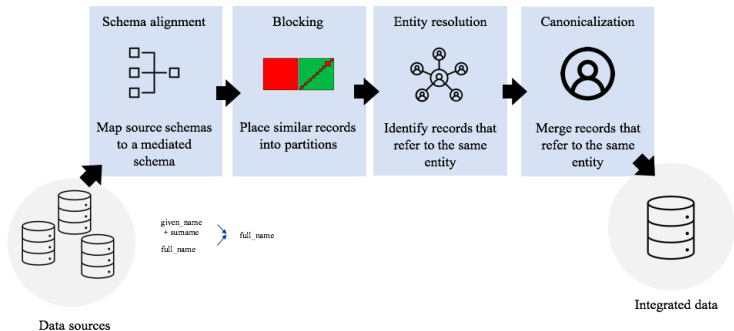 Schema alignment
Map source schemas
to a mediated
schema
Blocking
Place similar records
into partitions
Entity resolution
Identify records that
refer to the same
entity
Canonicalization
Merge records that
refer to the same
entity
given_name
+ surname
full_name
full_name
Data sources
Integrated data